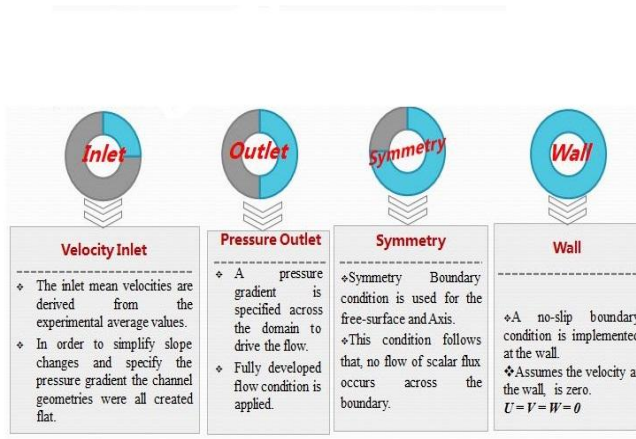 Inlet
Outlet
Symmetry
Wall
Velocity Inlet
❖ The inlet mean velocities are
derived from the
experimental average values.
❖ In order to simplify slope
changes and specify the
pressure gradient the channel
geometries were all created
flat.
Pressure Outlet
❖ A pressure
gradient is
specified across
the domain to
drive the flow.
❖ Fully developed
flow condition is
applied.
Symmetry
❖Symmetry Boundary
condition is used for the
free-surface and Axis.
❖This condition follows
that, no flow of scalar flux
occurs across the
boundary.
Wall
❖A no-slip boundary
condition is implemented
at the wall.
❖Assumes the velocity a
the wall, is zero.
U = V = W = 0